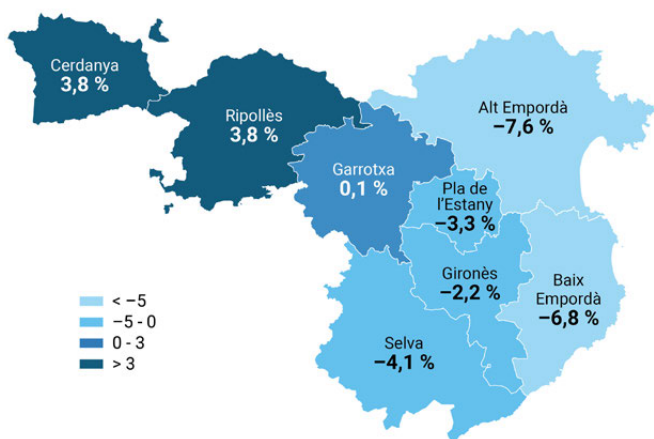 Cerdanya
3,8 %
Ripollès
3,8 %
Alt Empordà
−7,6 %
Garrotxa
0,1 %
Pla de
l'Estany
−3,3 %
Gironès
−2,2 %
Baix
Empordà
−6,8 %
Selva
−4,1 %
< −5
−5 - 0
0 - 3
> 3